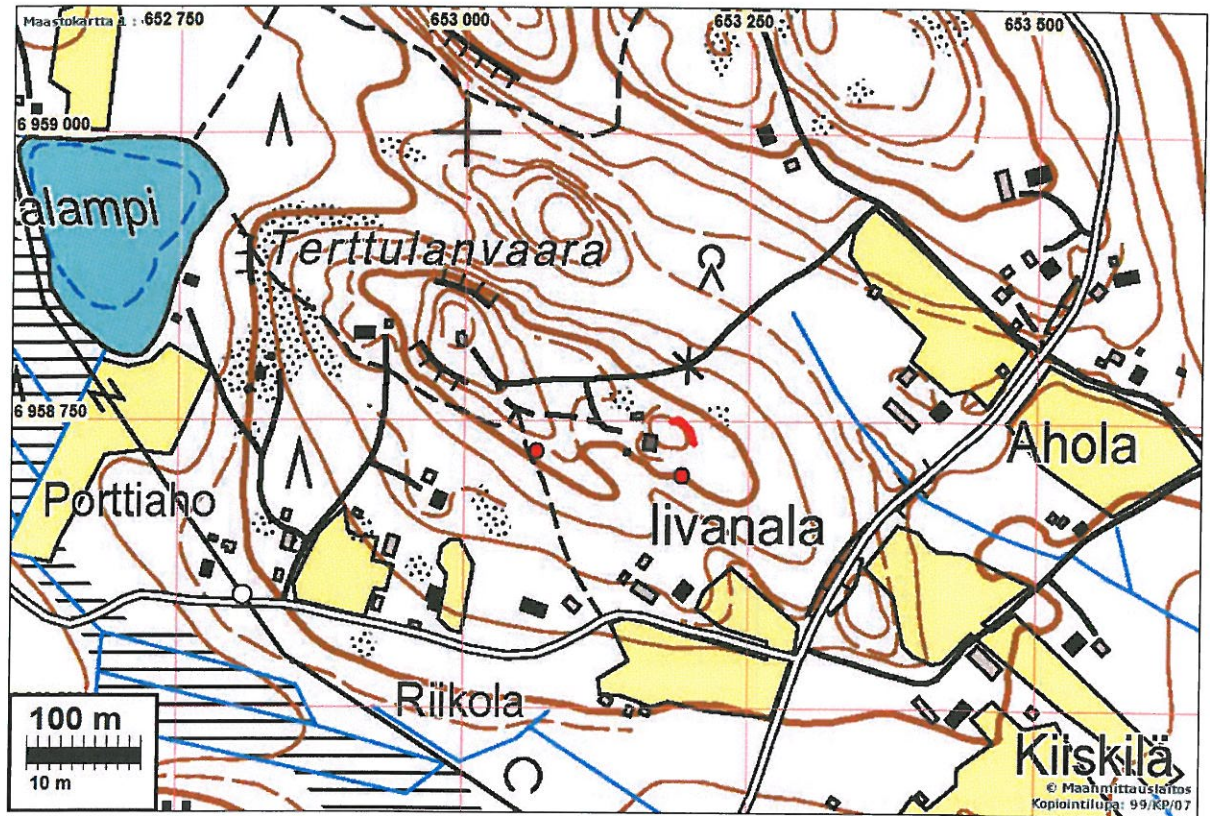 Maastokartta 1 :
652 750
653 000
653 250
653 500
6 959 000
alampi
Terttulanvaara
6 958 750
Ahola
Porttiaho
Iivanala
Riikola
100 m
10 m
Kiiskilä
© Maanmittauslaitos
Kopiointilupa: 99/KP/07